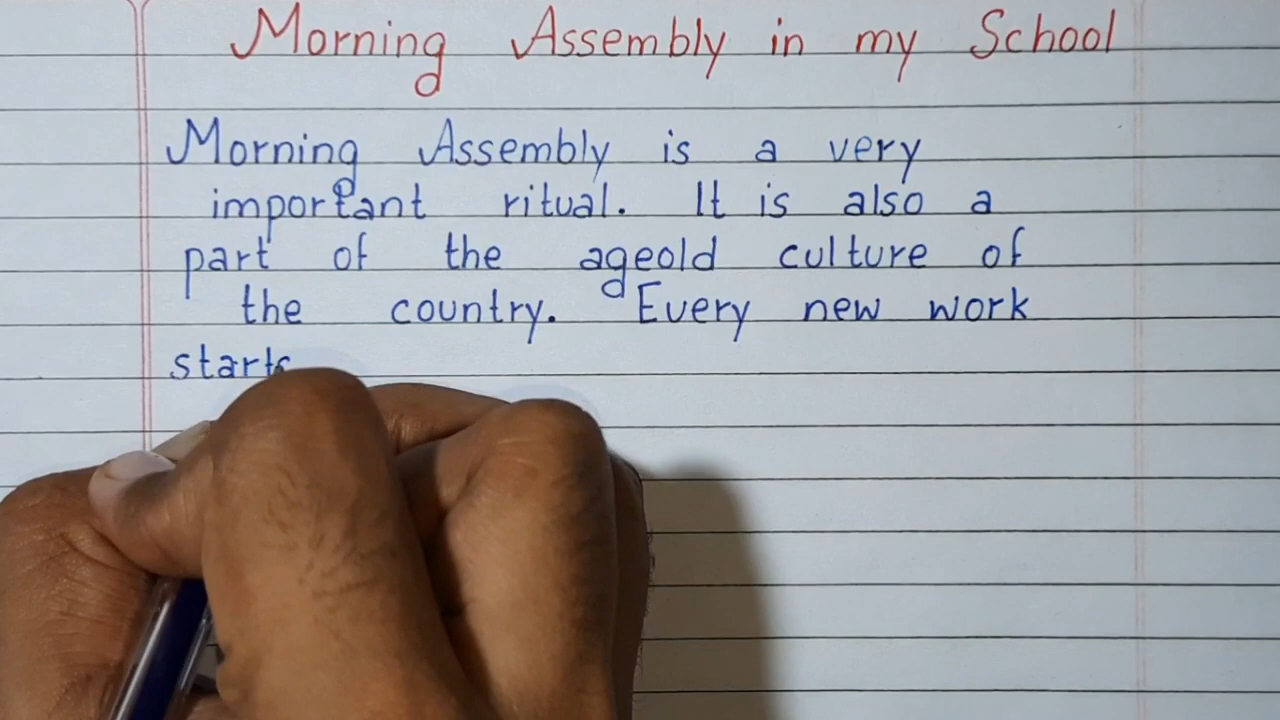 Morning Assembly in my School
Morning Assembly is a very
important ritual. It is also a
part of the ageold culture of
the country. Every new work
starts